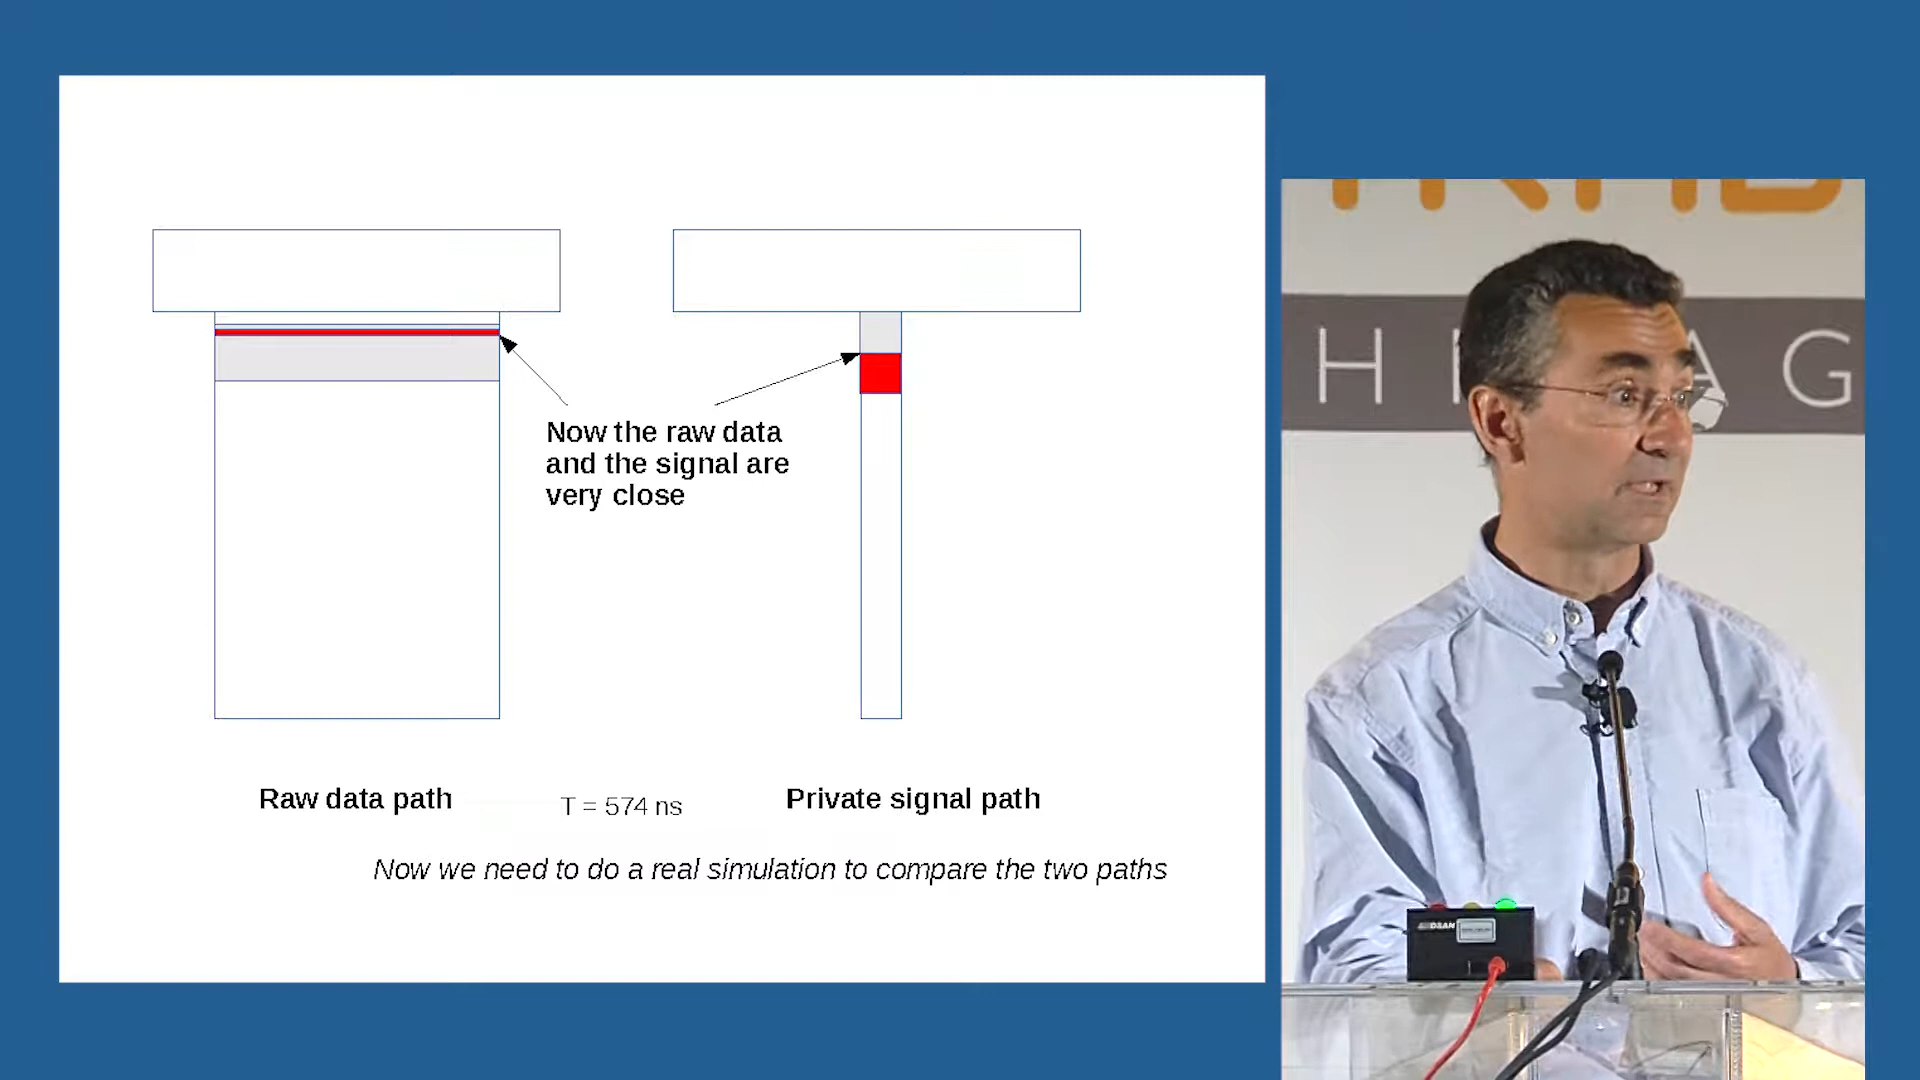 Now the raw data
and the signal are
very close
Raw data path
T = 574 ns
Private signal path
Now we need to do a real simulation to compare the two paths